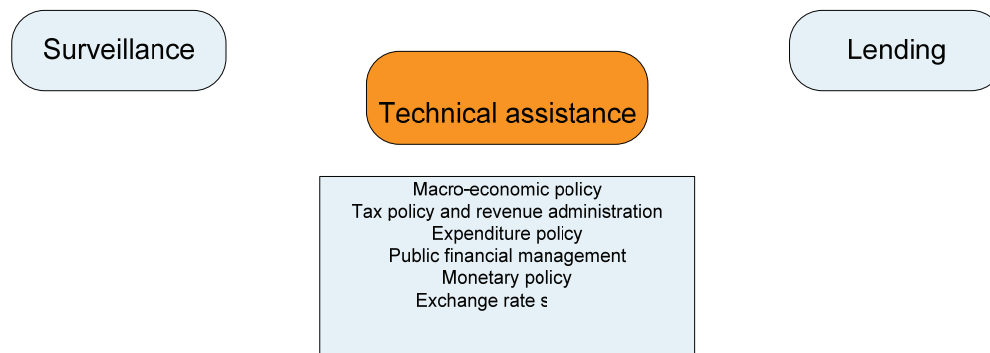 Surveillance
Lending
Technical assistance
Macro-economic policy
Tax policy and revenue administration
Expenditure policy
Public financial management
Monetary policy
Exchange rate